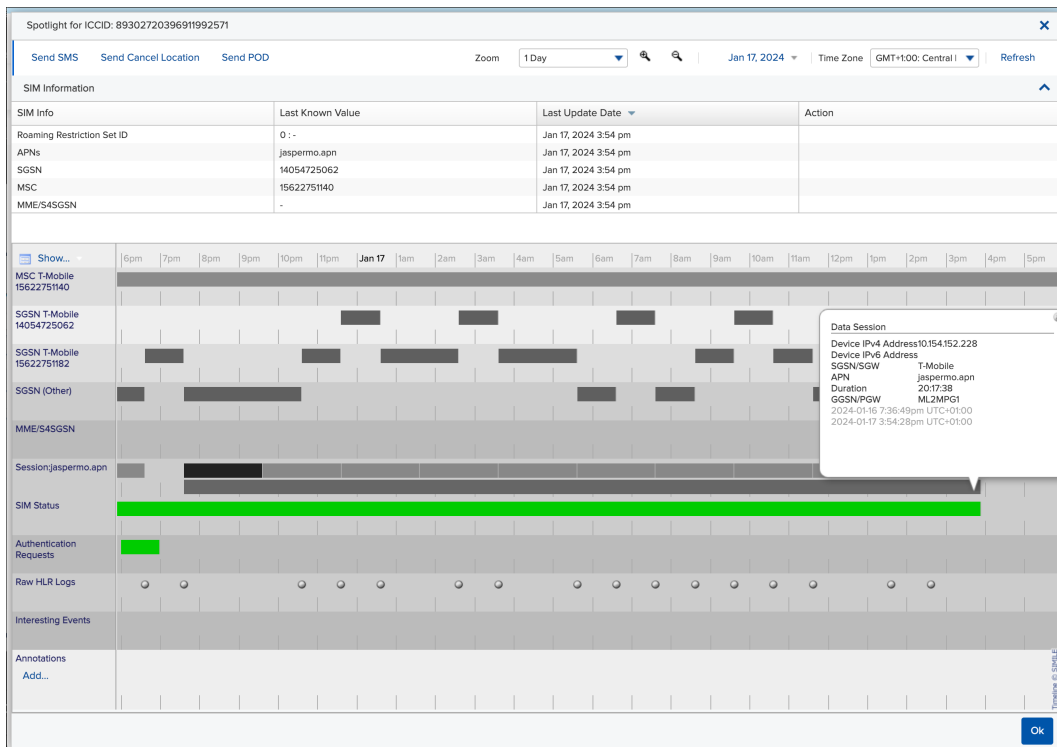 Spotlight for ICCID: 89302720396911992571
Send SMS Send Cancel Location Send POD Zoom 1 Day Jan 17, 2024 Time Zone GMT+1:00: Central Refresh
SIM Information
SIM Info Last Known Value Last Update Date Action
Roaming Restriction Set ID 0 : - Jan 17, 2024 3:54 pm
APNs jaspermo.apn Jan 17, 2024 3:54 pm
SGSN 14054725062 Jan 17, 2024 3:54 pm
MSC 15622751140 Jan 17, 2024 3:54 pm
MME/S4SGSN - Jan 17, 2024 3:54 pm
Show... 6pm 7pm 8pm 9pm 10pm 11pm Jan 17 1am 2am 3am 4am 5am 6am 7am 8am 9am 10am 11am 12pm 1pm 2pm 3pm 4pm 5pm
MSC T-Mobile
15622751140
SGSN T-Mobile
14054725062
SGSN T-Mobile
15622751182
SGSN (Other)
MME/S4SGSN
Session:jaspermo.apn
SIM Status
Authentication
Requests
Raw HLR Logs
Interesting Events
Annotations
Add...
Data Session
Device IPv4 Address10.154.152.228
Device IPv6 Address
SGSN/SGW T-Mobile
APN jaspermo.apn
Duration 20:17:38
GGSN/PGW ML2MPG1
2024-01-16 7:36:49pm UTC+01:00
2024-01-17 3:54:28pm UTC+01:00
Timeline © SIMILE
Ok